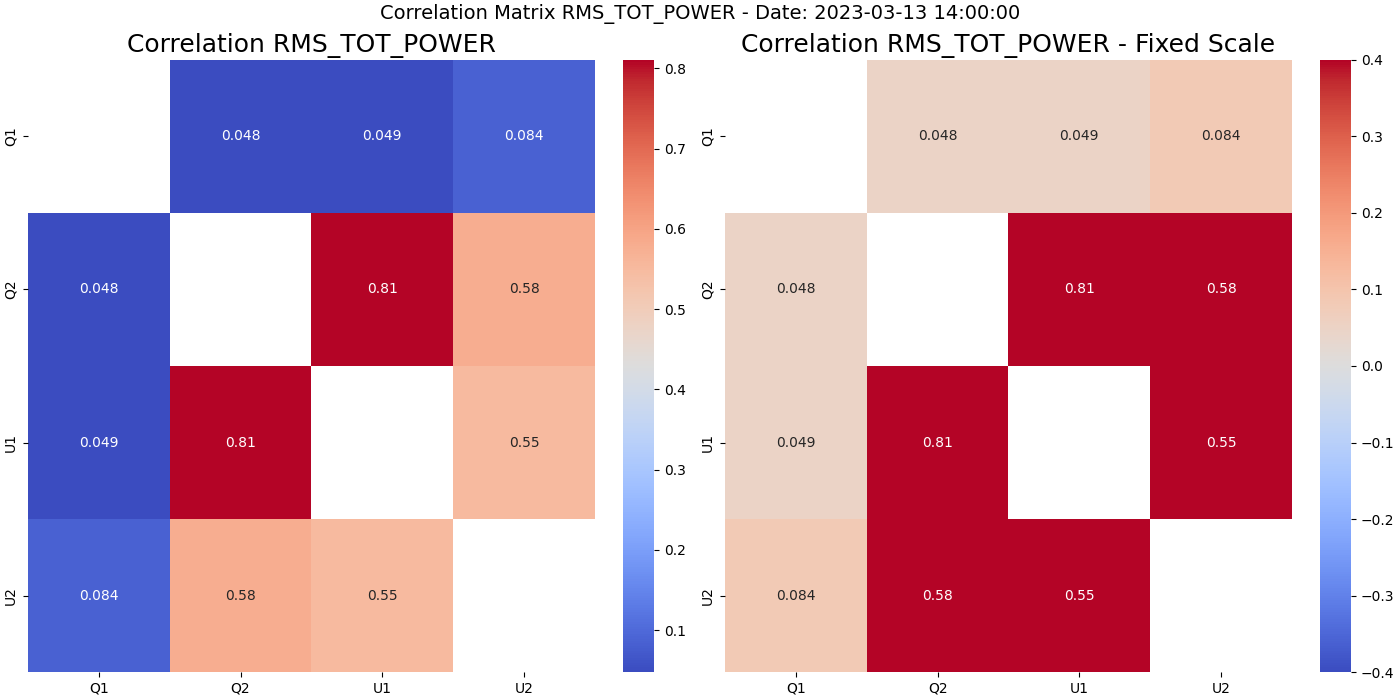 Correlation Matrix RMS_TOT_POWER - Date: 2023-03-13 14:00:00
Correlation RMS_TOT_POWER
Q1
0.048
0.049
0.084
Q2
0.048
0.81
0.58
U1
0.049
0.81
0.55
U2
0.084
0.58
0.55
Q1
Q2
U1
U2
0.8
0.7
0.6
0.5
0.4
0.3
0.2
0.1
Correlation RMS_TOT_POWER - Fixed Scale
Q1
0.048
0.049
0.084
Q2
0.048
0.81
0.58
U1
0.049
0.81
0.55
U2
0.084
0.58
0.55
Q1
Q2
U1
U2
0.4
0.3
0.2
0.1
0.0
−0.1
−0.2
−0.3
−0.4